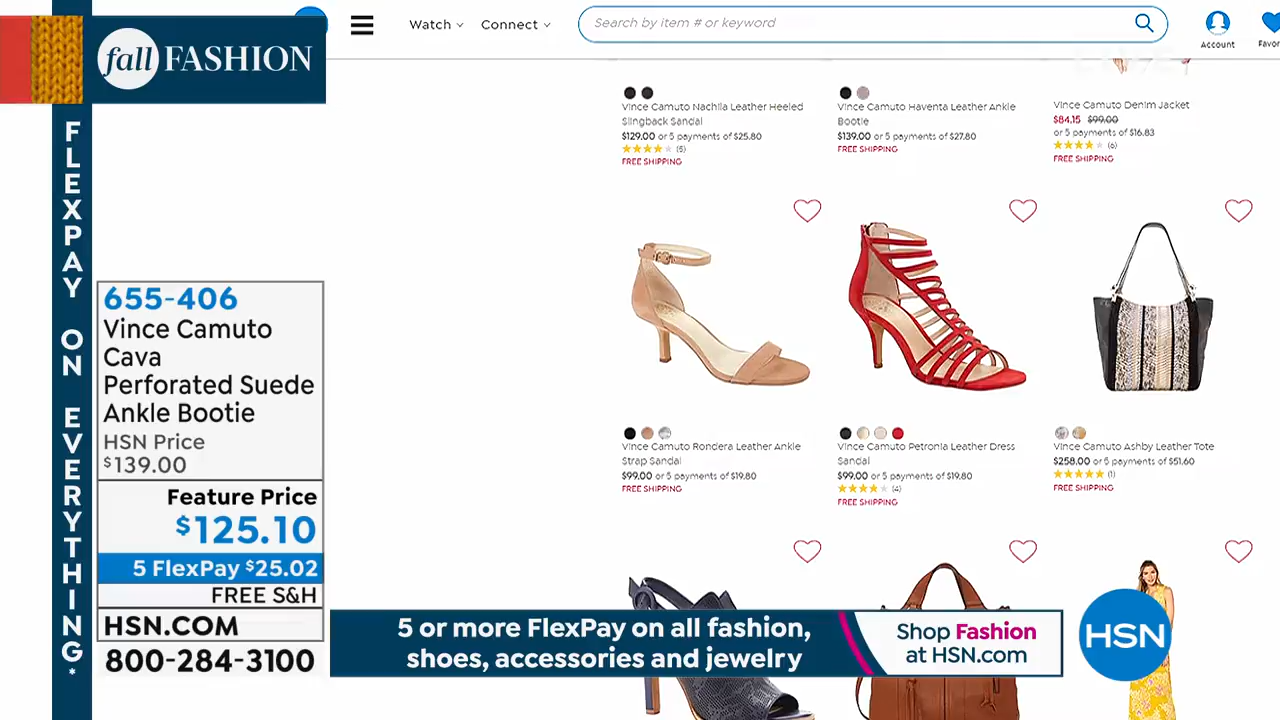 fall FASHION
FLEXPAY ON EVERYTHING*
655-406
Vince Camuto
Cava
Perforated Suede
Ankle Bootie
HSN Price
$139.00
Feature Price
$125.10
5 FlexPay $25.02
FREE S&H
HSN.COM
800-284-3100
Watch
Connect
Search by item # or keyword
Account
Favor
Vince Camuto Nachila Leather Heeled
Slingback Sandal
$129.00 or 5 payments of $25.80
(5)
FREE SHIPPING
Vince Camuto Haventa Leather Ankle
Bootie
$139.00 or 5 payments of $27.80
FREE SHIPPING
Vince Camuto Denim Jacket
$84.15 $99.00
or 5 payments of $16.83
(6)
FREE SHIPPING
Vince Camuto Rondera Leather Ankle
Strap Sandal
$99.00 or 5 payments of $19.80
FREE SHIPPING
Vince Camuto Petronia Leather Dress
Sandal
$99.00 or 5 payments of $19.80
(4)
FREE SHIPPING
Vince Camuto Ashby Leather Tote
$258.00 or 5 payments of $51.60
(1)
FREE SHIPPING
5 or more FlexPay on all fashion,
shoes, accessories and jewelry
Shop Fashion
at HSN.com
HSN